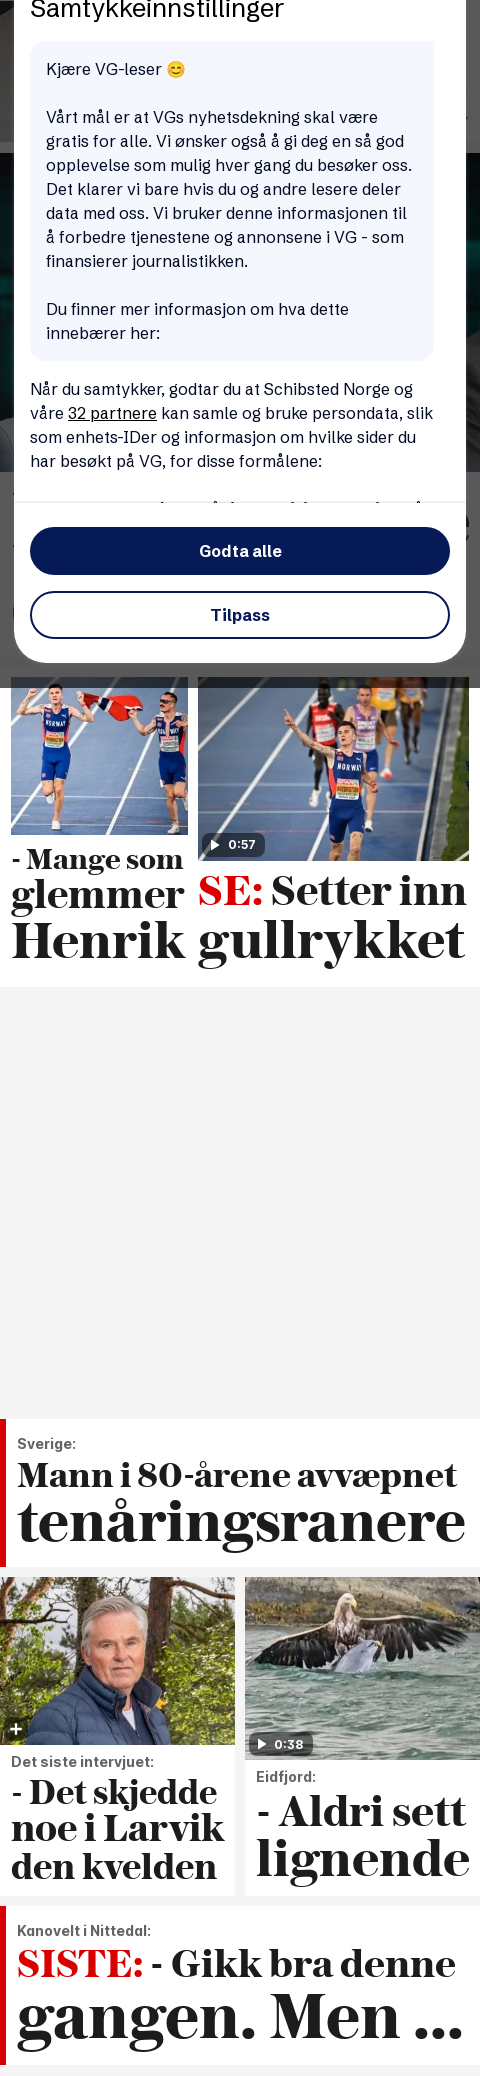 Samtykkeinnstillinger
Kjære VG-leser 😊
Vårt mål er at VGs nyhetsdekning skal være
gratis for alle. Vi ønsker også å gi deg en så god
opplevelse som mulig hver gang du besøker oss.
Det klarer vi bare hvis du og andre lesere deler
data med oss. Vi bruker denne informasjonen til
å forbedre tjenestene og annonsene i VG - som
finansierer journalistikken.
Du finner mer informasjon om hva dette
innebærer her:
Når du samtykker, godtar du at Schibsted Norge og
våre 32 partnere kan samle og bruke persondata, slik
som enhets-IDer og informasjon om hvilke sider du
har besøkt på VG, for disse formålene:
Godta alle
Tilpass
NORWAY
NORWAY
0:57
- Mange som
glemmer
Henrik
SE: Setter inn
gullrykket
Sverige:
Mann i 80-årene avvæpnet
tenåringsranere
Det siste intervjuet:
- Det skjedde
noe i Larvik
den kvelden
0:38
Eidfjord:
- Aldri sett
lignende
Kanovelt i Nittedal:
SISTE: - Gikk bra denne
gangen. Men ...